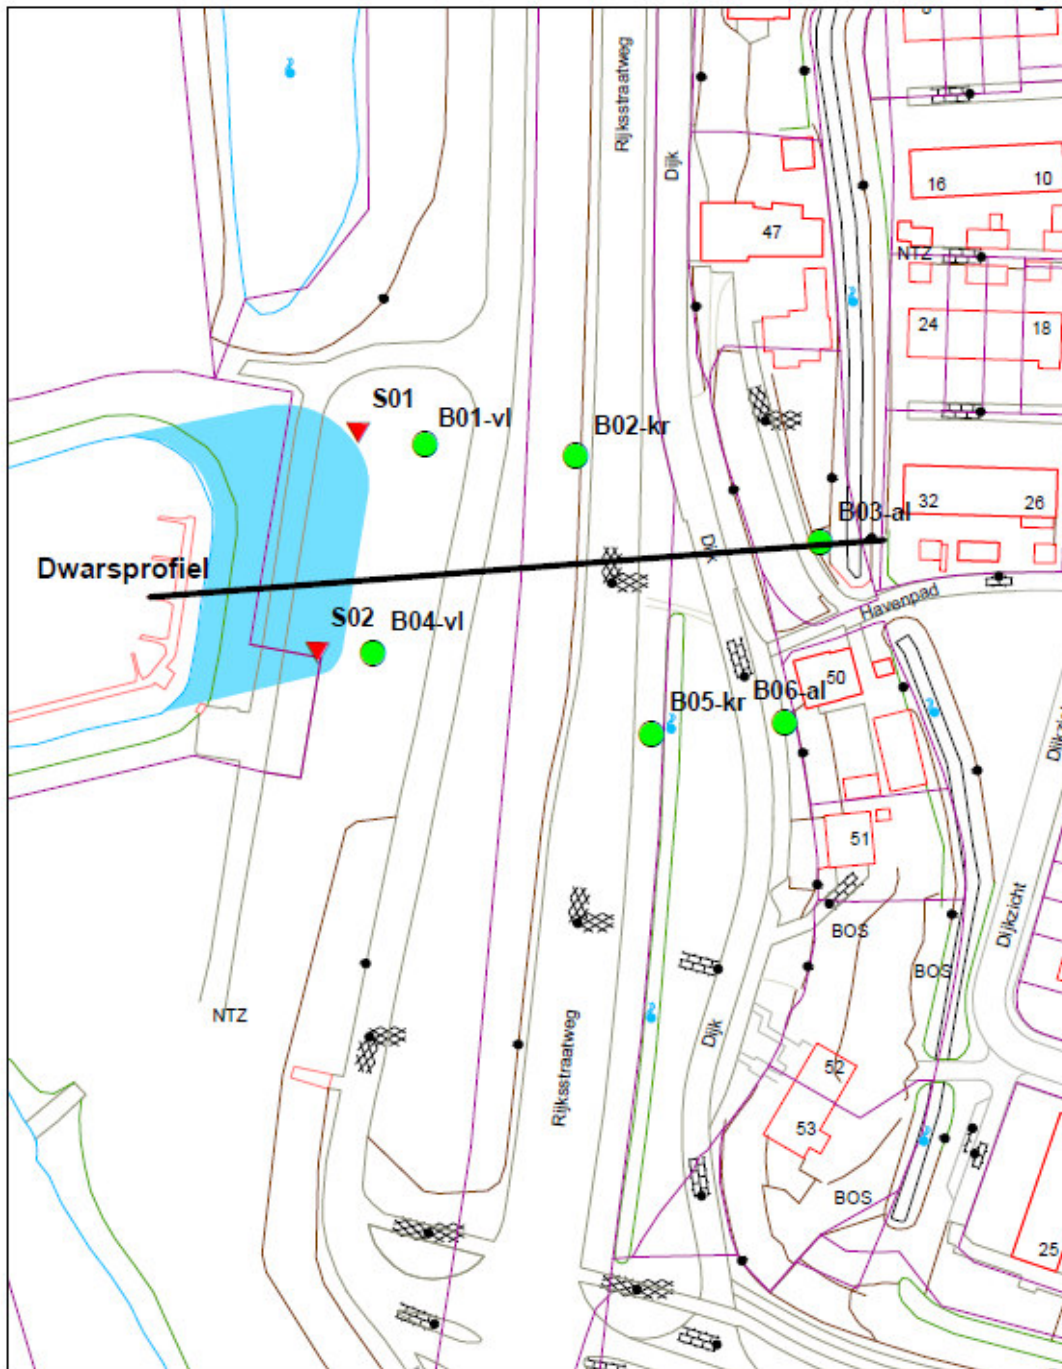 Rijksstraatweg
Dijk
16
10
47
NTZ
24
18
S01
B01-vl
B02-kr
32
26
B03-al
Dijk
Dwarsprofiel
Havenpad
S02
B04-vl
50
B06-al
B05-kr
51
Dijkzicht
BOS
BOS
NTZ
Dijk
Rijksstraatweg
52
53
BOS
25